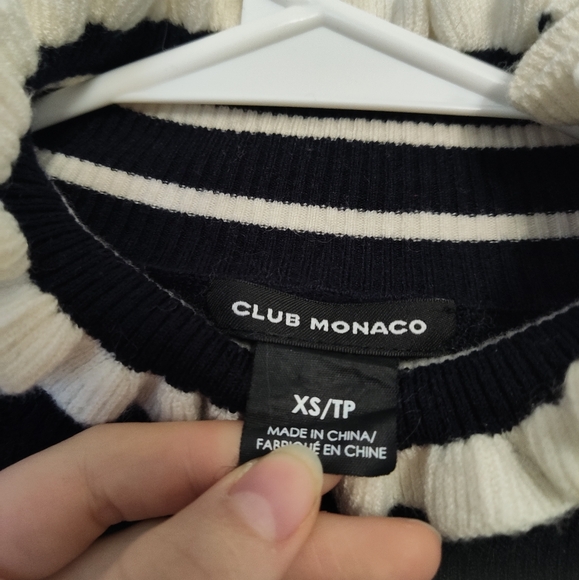 CLUB MONACO
XS/TP
MADE IN CHINA/
FABRIQUÉ EN CHINE